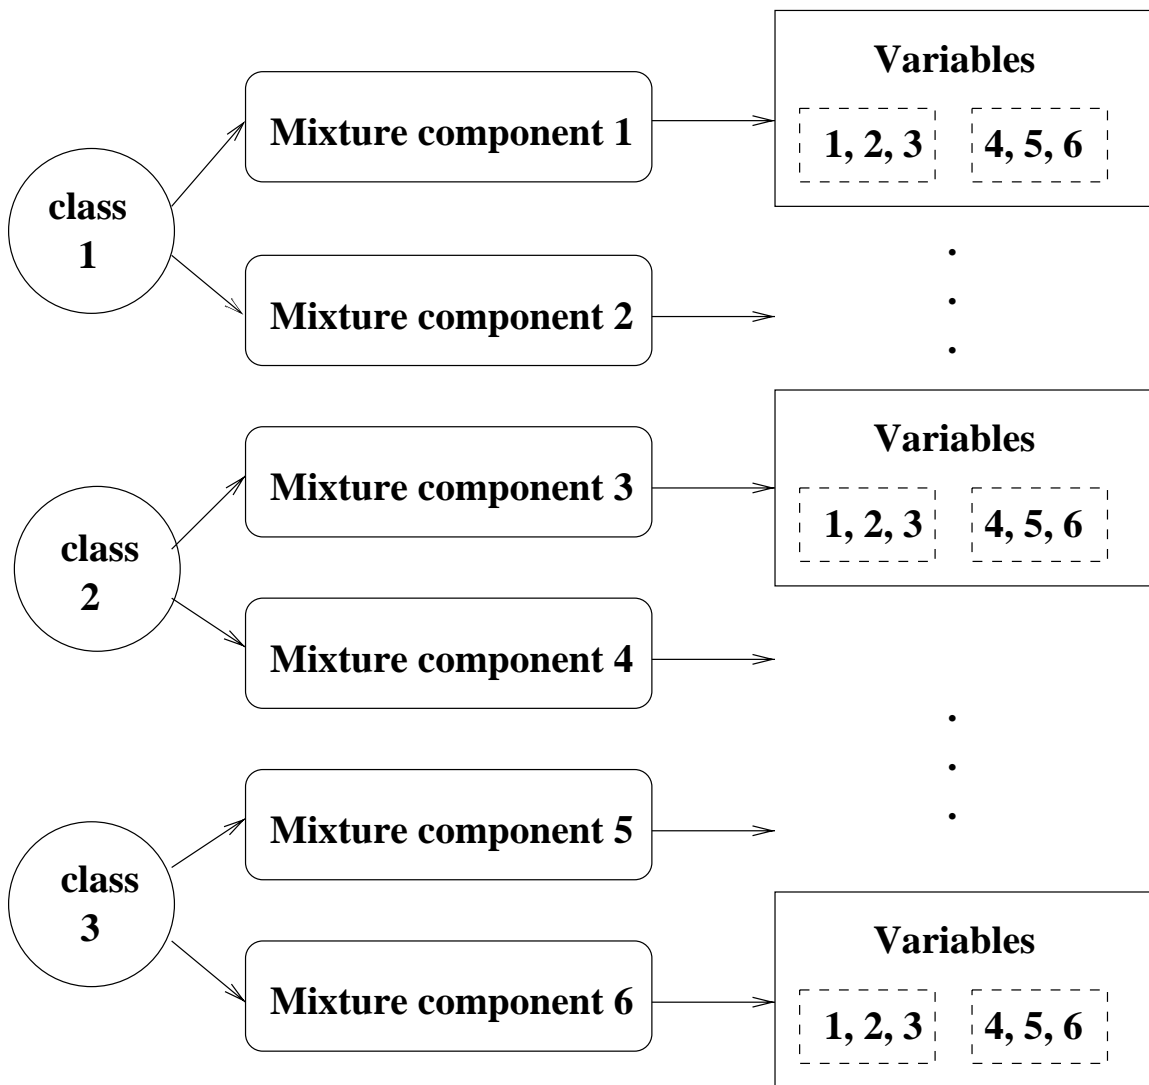 Variables
Mixture component 1
1, 2, 3
4, 5, 6
class
1
Mixture component 2
Variables
Mixture component 3
1, 2, 3
4, 5, 6
class
2
Mixture component 4
Mixture component 5
class
3
Variables
Mixture component 6
1, 2, 3
4, 5, 6